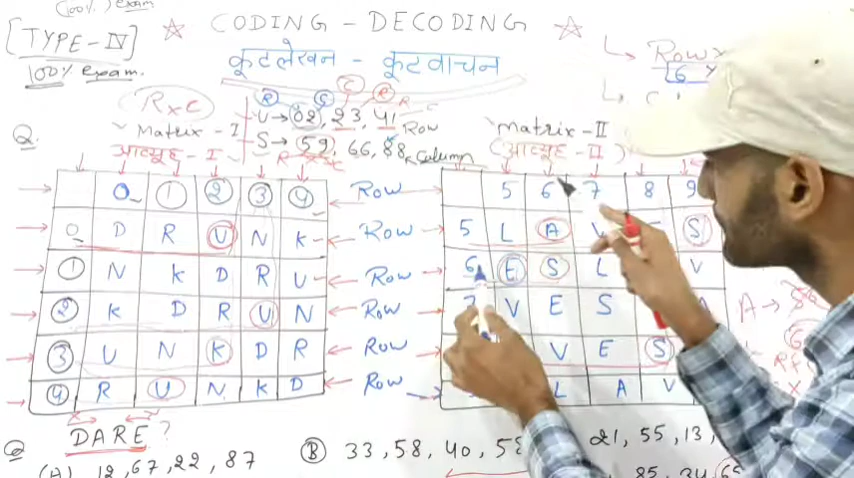 (100%) exam
[TYPE-IV] ☆ CODING - DECODING ☆
100% exam.
कूटलेखन - कूटवाचन
Row
6
R×C
R C C R
U → 02, 23, 41 R C Row
S → 59, 66, 88 Column
R × C
Q. Matrix - I
आव्यूह - I
Matrix - II
(आव्यूह - II)
0 1 2 3 4 Row
0 D R U N K Row
1 N K D R U Row
2 K D R U N Row
3 U N K D R Row
4 R U N K D Row
5 6 7 8 9
5 L A V S
6 E S L V
V E S A
V E S
L A V
A →
Q DARE ?
(A) 12, 67, 22, 87
(B) 33, 58, 40, 58
21, 55, 13,
85, 34,